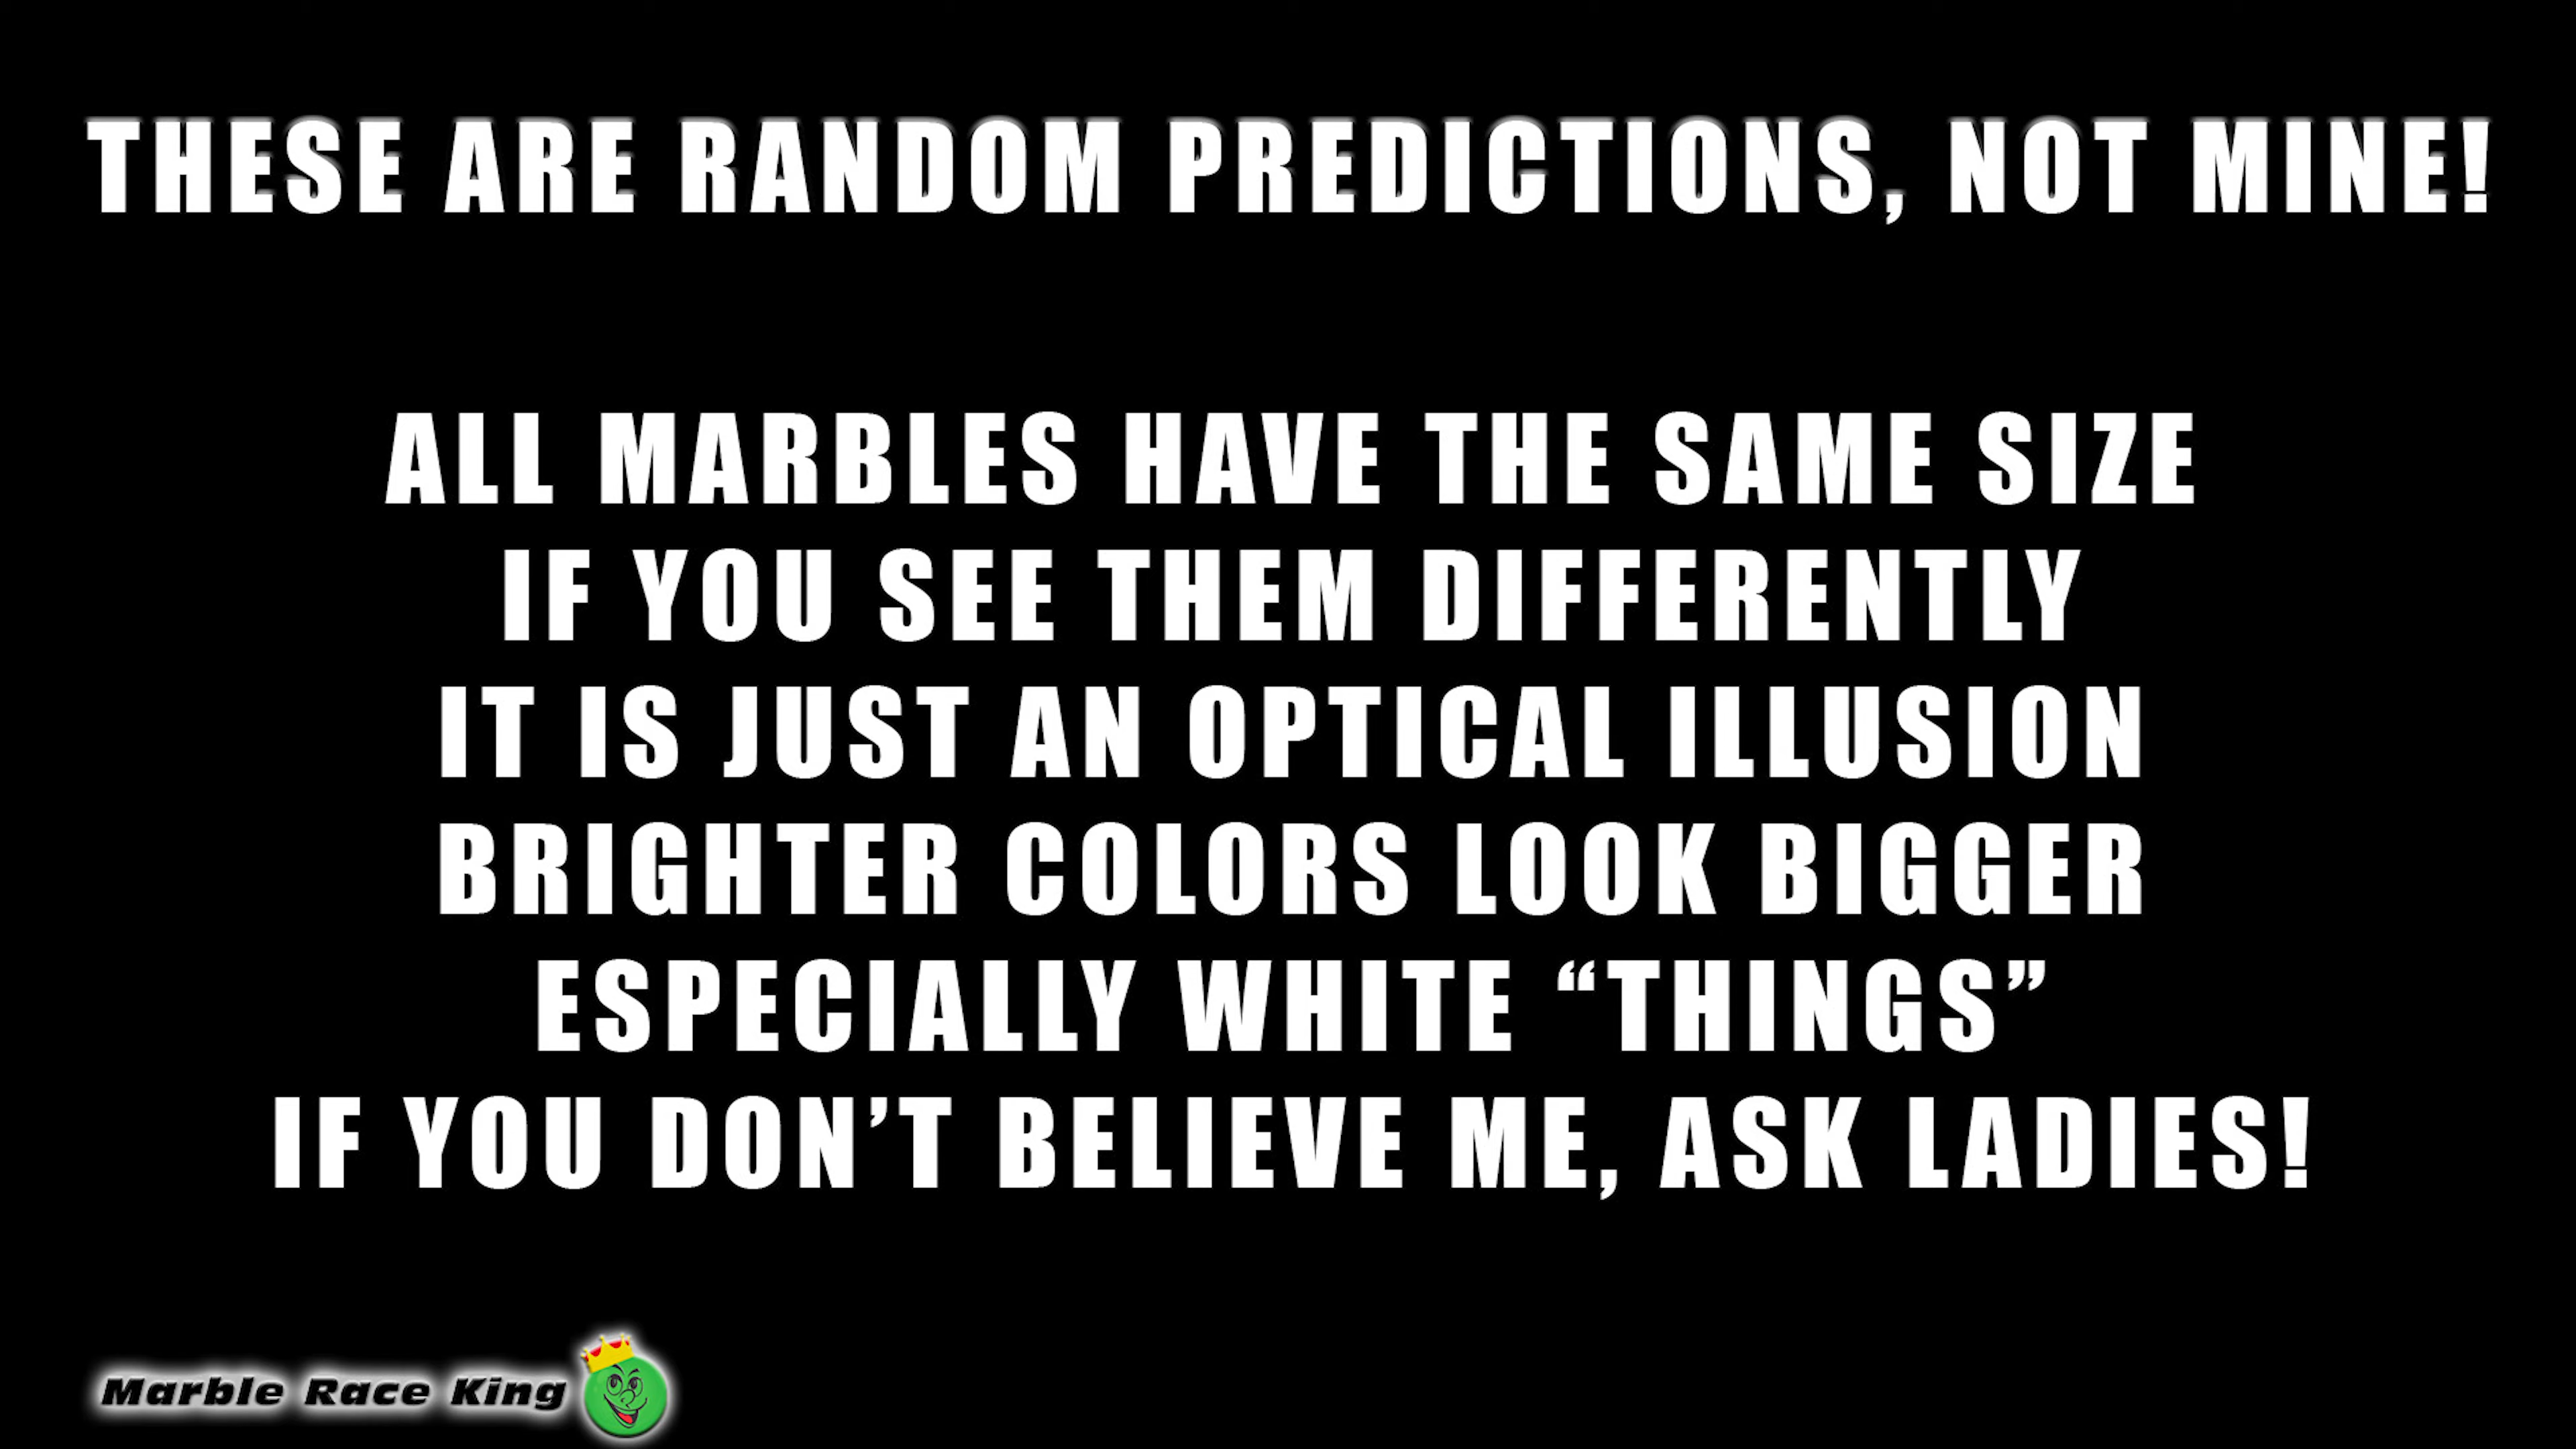 THESE ARE RANDOM PREDICTIONS, NOT MINE!
ALL MARBLES HAVE THE SAME SIZE
IF YOU SEE THEM DIFFERENTLY
IT IS JUST AN OPTICAL ILLUSION
BRIGHTER COLORS LOOK BIGGER
ESPECIALLY WHITE “THINGS”
IF YOU DON’T BELIEVE ME, ASK LADIES!
Marble Race King